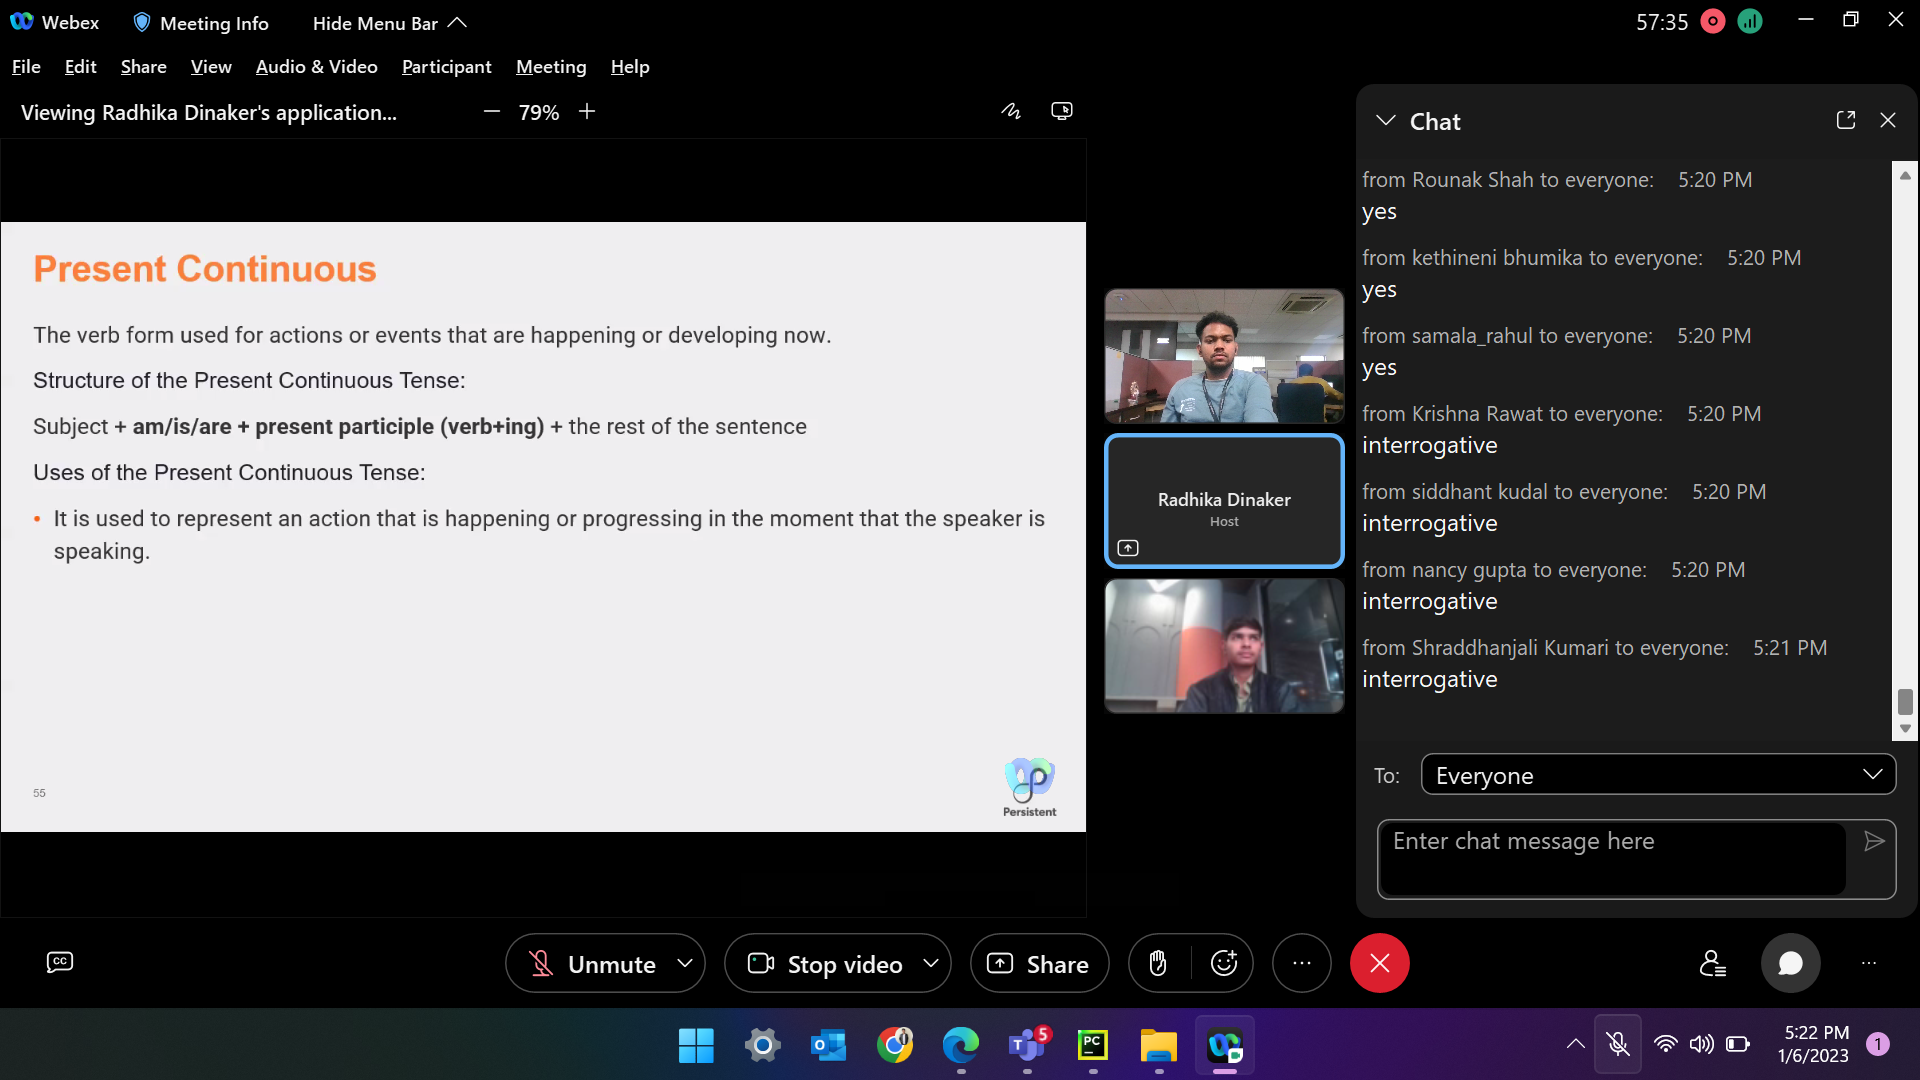 Webex
Meeting Info
Hide Menu Bar
57:35
File Edit Share View Audio & Video Participant Meeting Help
Viewing Radhika Dinaker's application...
79%
Present Continuous
The verb form used for actions or events that are happening or developing now.
Structure of the Present Continuous Tense:
Subject + am/is/are + present participle (verb+ing) + the rest of the sentence
Uses of the Present Continuous Tense:
• It is used to represent an action that is happening or progressing in the moment that the speaker is
speaking.
55
Persistent
Radhika Dinaker
Host
Chat
from Rounak Shah to everyone: 5:20 PM
yes
from kethineni bhumika to everyone: 5:20 PM
yes
from samala_rahul to everyone: 5:20 PM
yes
from Krishna Rawat to everyone: 5:20 PM
interrogative
from siddhant kudal to everyone: 5:20 PM
interrogative
from nancy gupta to everyone: 5:20 PM
interrogative
from Shraddhanjali Kumari to everyone: 5:21 PM
interrogative
To: Everyone
Enter chat message here
CC
Unmute
Stop video
Share
5
PC
5:22 PM
1/6/2023
1